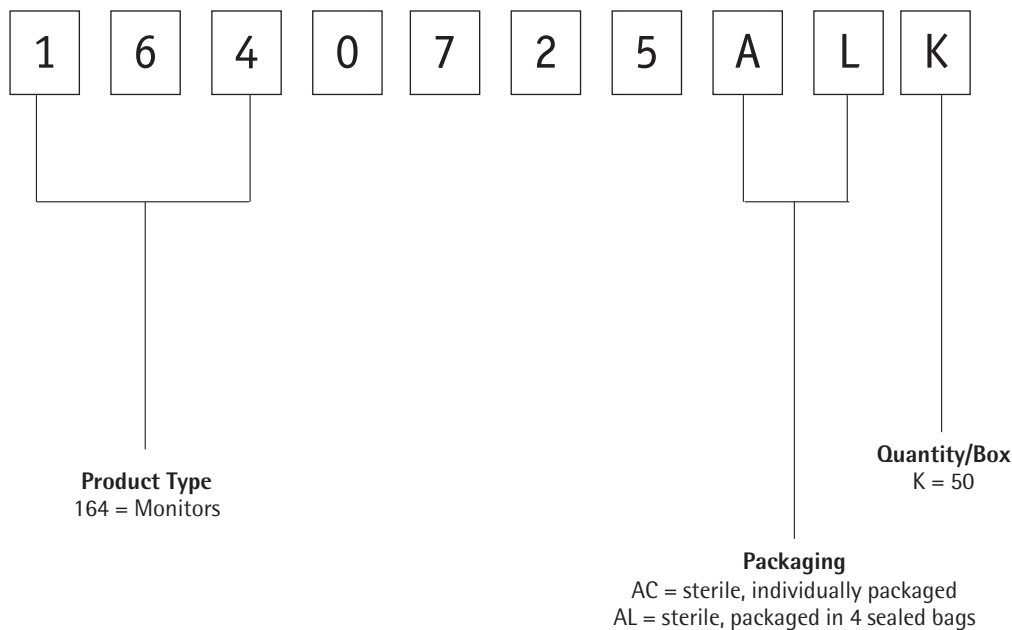 1 6 4 0 7 2 5 A L K
Quantity/Box
K = 50
Product Type
164 = Monitors
Packaging
AC = sterile, individually packaged
AL = sterile, packaged in 4 sealed bags